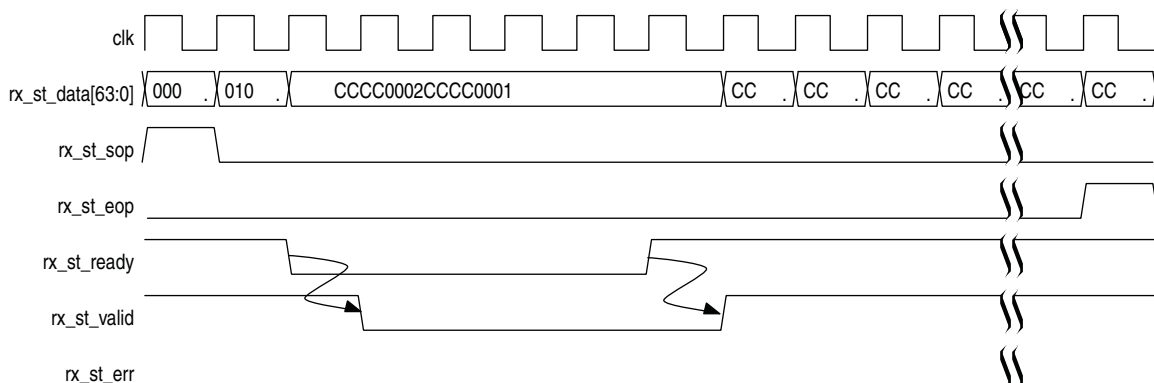 clk
rx_st_data[63:0] 000 . 010 . CCCC0002CCCC0001 CC . CC . CC . CC . CC . CC .
rx_st_sop
rx_st_eop
rx_st_ready
rx_st_valid
rx_st_err